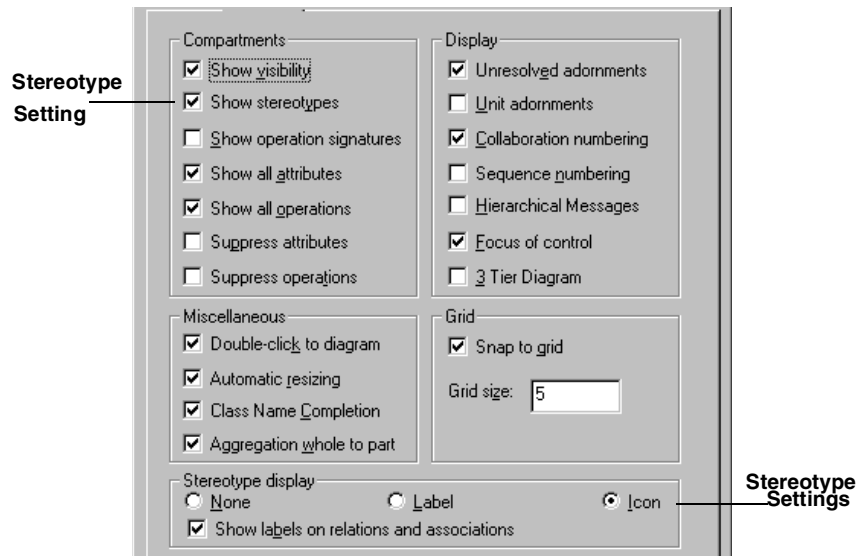 Compartments
Show visibility
Show stereotypes
Show operation signatures
Show all attributes
Show all operations
Suppress attributes
Suppress operations
Display
Unresolved adornments
Unit adornments
Collaboration numbering
Sequence numbering
Hierarchical Messages
Focus of control
3 Tier Diagram
Stereotype
Setting
Miscellaneous
Double-click to diagram
Automatic resizing
Class Name Completion
Aggregation whole to part
Grid
Snap to grid
Grid size: 5
Stereotype display
None Label Icon
Show labels on relations and associations
Stereotype
Settings